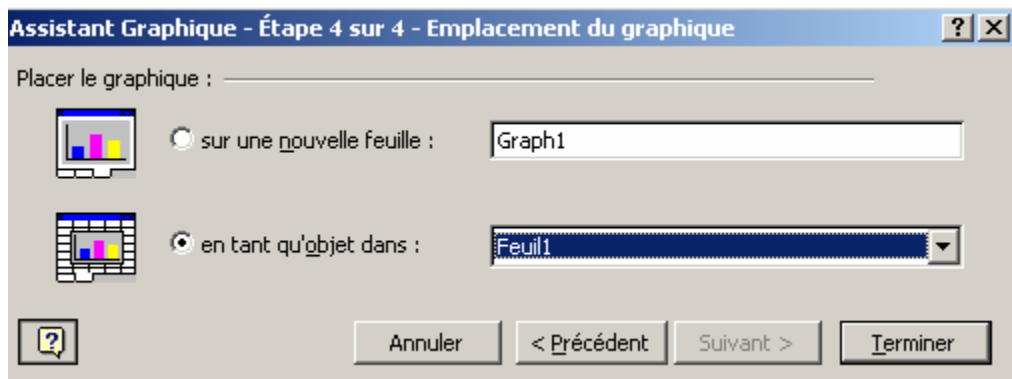 Assistant Graphique - Étape 4 sur 4 - Emplacement du graphique
Placer le graphique :
sur une nouvelle feuille : Graph1
en tant qu'objet dans : Feuil1
Annuler < Précédent Suivant > Terminer